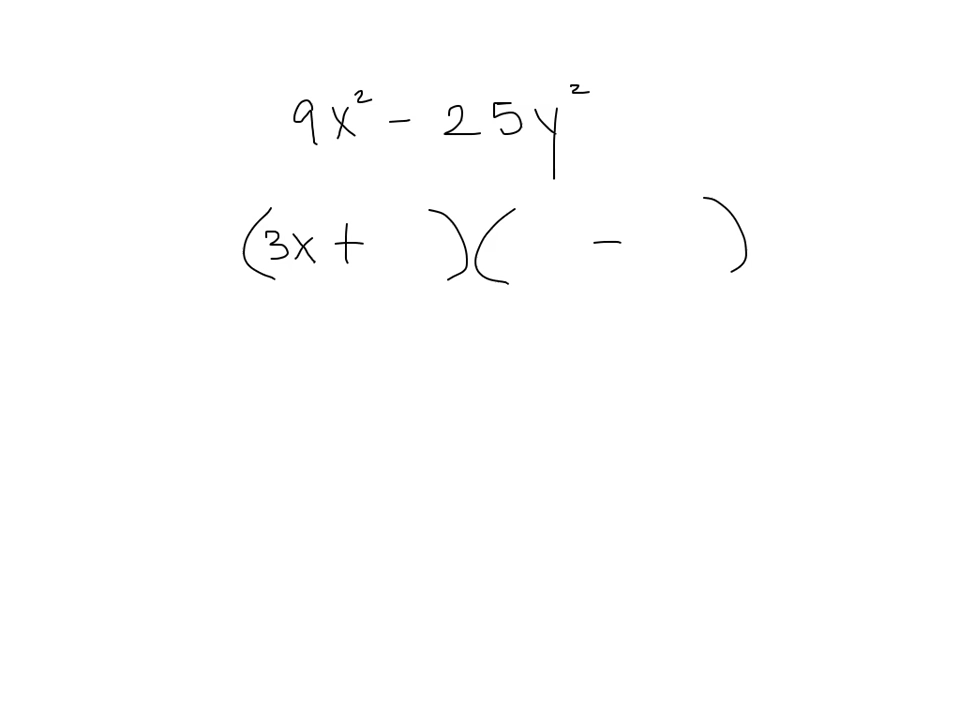 9x² - 25y²
(3x + )( - )